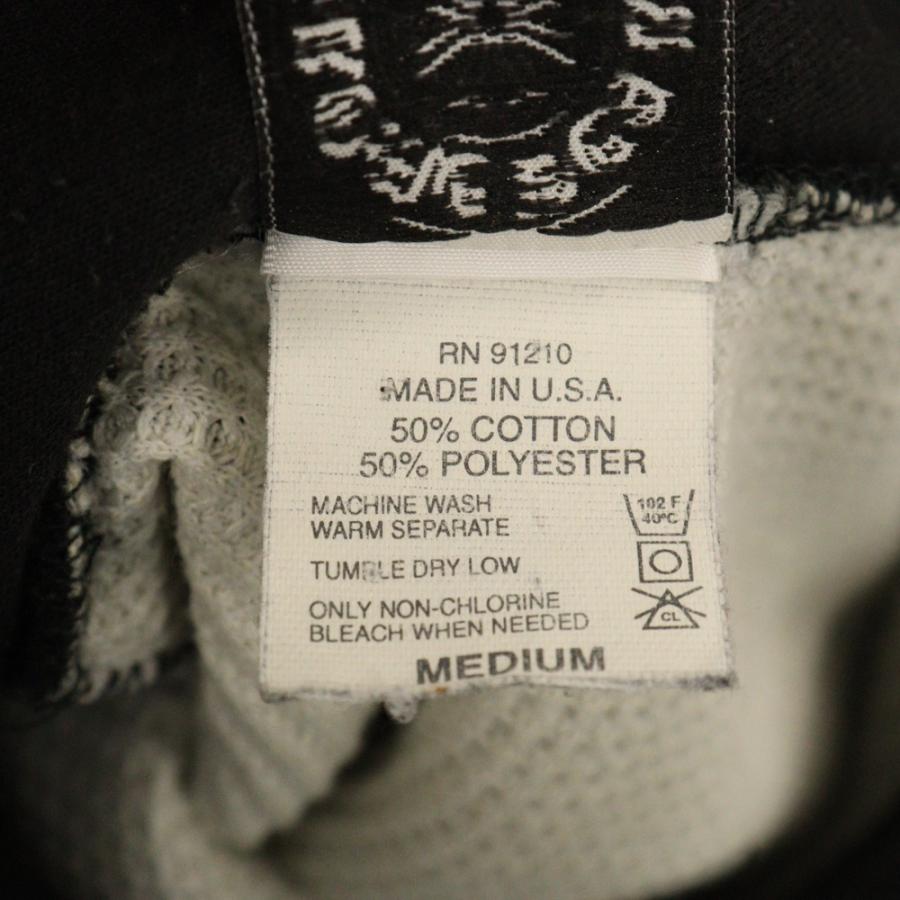 RN 91210
MADE IN U.S.A.
50% COTTON
50% POLYESTER
MACHINE WASH
WARM SEPARATE
102 F
40°C
TUMBLE DRY LOW
ONLY NON-CHLORINE
BLEACH WHEN NEEDED
CL
MEDIUM